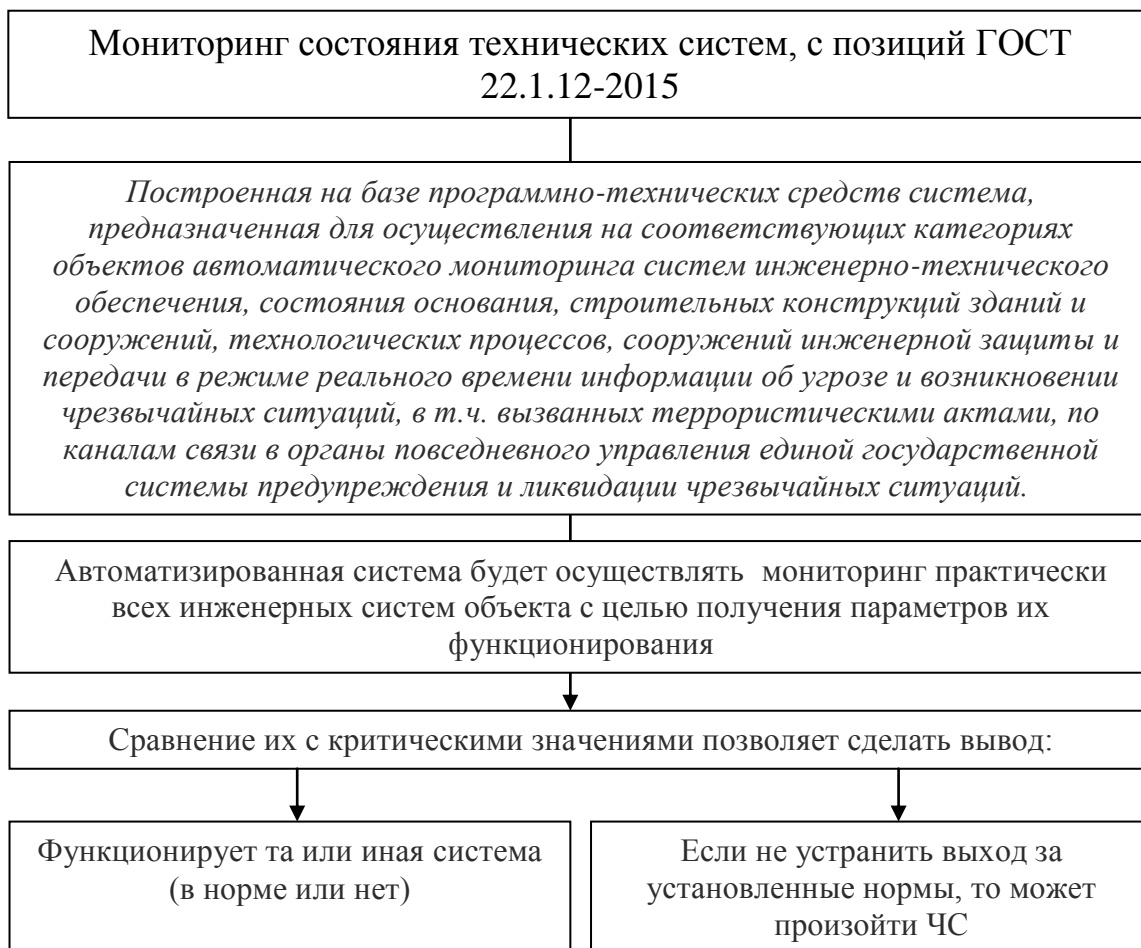 Мониторинг состояния технических систем, с позиций ГОСТ
22.1.12-2015
Построенная на базе программно-технических средств система,
предназначенная для осуществления на соответствующих категориях
объектов автоматического мониторинга систем инженерно-технического
обеспечения, состояния основания, строительных конструкций зданий и
сооружений, технологических процессов, сооружений инженерной защиты и
передачи в режиме реального времени информации об угрозе и возникновении
чрезвычайных ситуаций, в т.ч. вызванных террористическими актами, по
каналам связи в органы повседневного управления единой государственной
системы предупреждения и ликвидации чрезвычайных ситуаций.
Автоматизированная система будет осуществлять мониторинг практически
всех инженерных систем объекта с целью получения параметров их
функционирования
Сравнение их с критическими значениями позволяет сделать вывод:
Функционирует та или иная система
(в норме или нет)
Если не устранить выход за
установленные нормы, то может
произойти ЧС